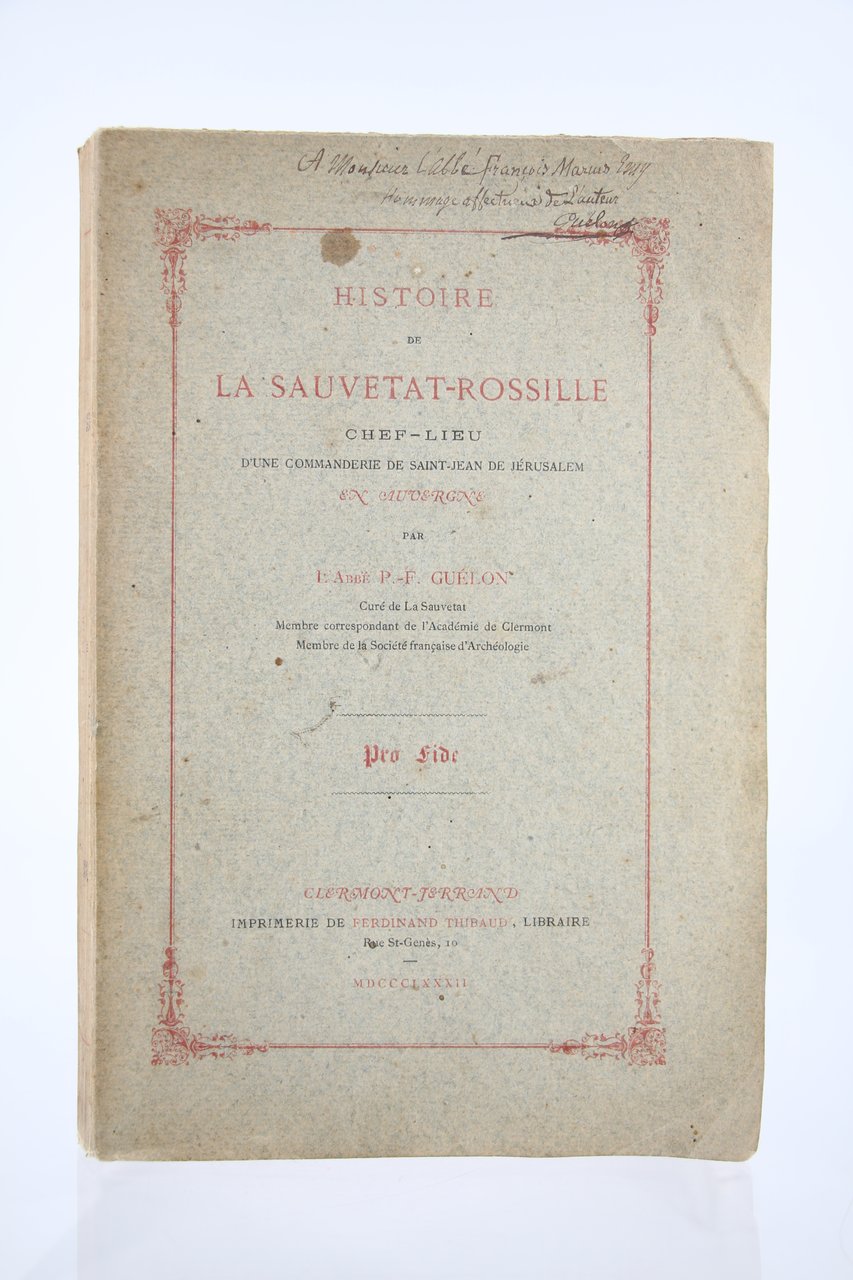 A Monsieur l'abbé François Marius Emy
Hommage affectueux de l'auteur
Guélon
HISTOIRE
DE
LA SAUVETAT-ROSSILLE
CHEF-LIEU
D'UNE COMMANDERIE DE SAINT-JEAN DE JÉRUSALEM
EN AUVERGNE
PAR
L'ABBÉ P.-F. GUÉLON
Curé de La Sauvetat
Membre correspondant de l'Académie de Clermont
Membre de la Société française d'Archéologie
Pro Fide
CLERMONT-FERRAND
IMPRIMERIE DE FERDINAND THIBAUD, LIBRAIRE
Rue St-Genès, 10
MDCCCLXXXII